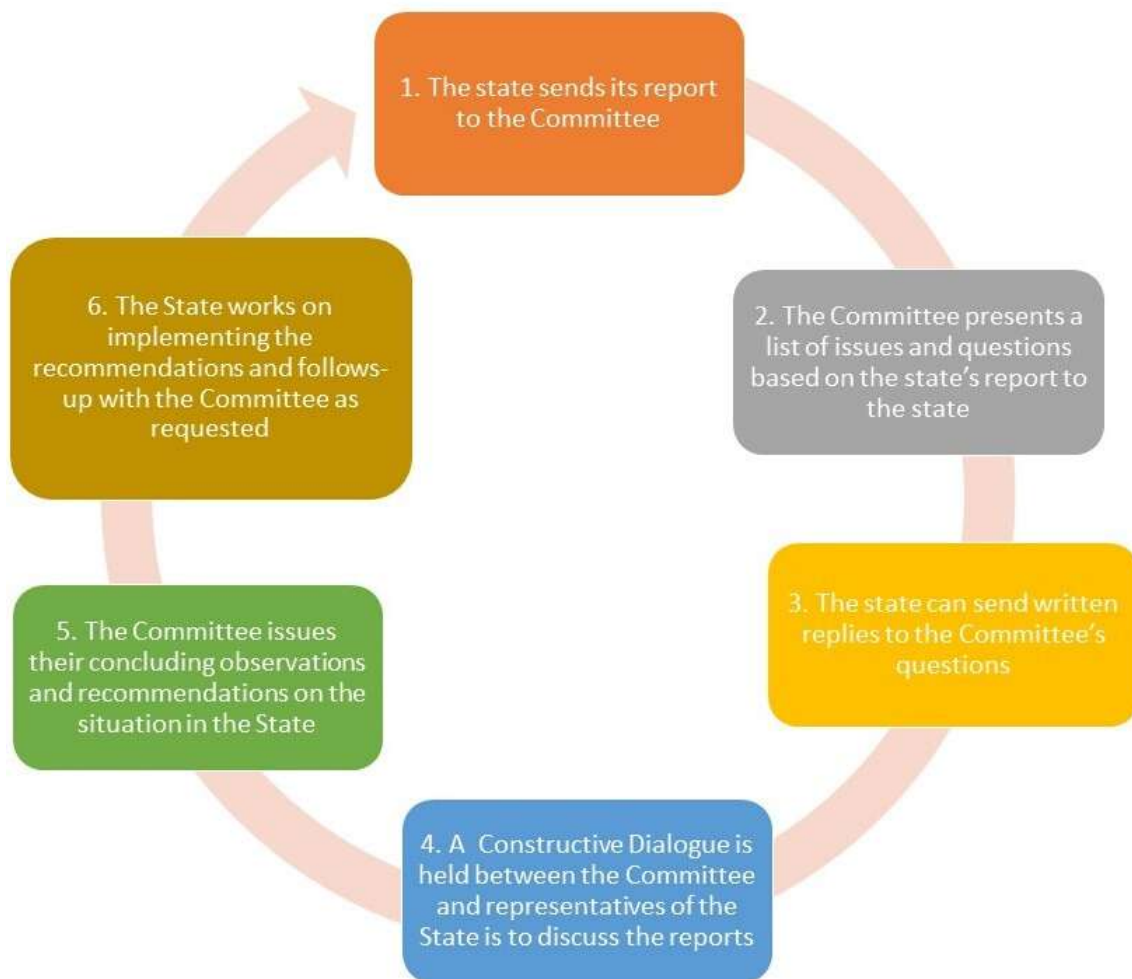 1. The state sends its report
to the Committee
2. The Committee presents a
list of issues and questions
based on the state's report to
the state
3. The state can send written
replies to the Committee's
questions
4. A Constructive Dialogue is
held between the Committee
and representatives of the
State is to discuss the reports
5. The Committee issues
their concluding observations
and recommendations on the
situation in the State
6. The State works on
implementing the
recommendations and follows-
up with the Committee as
requested